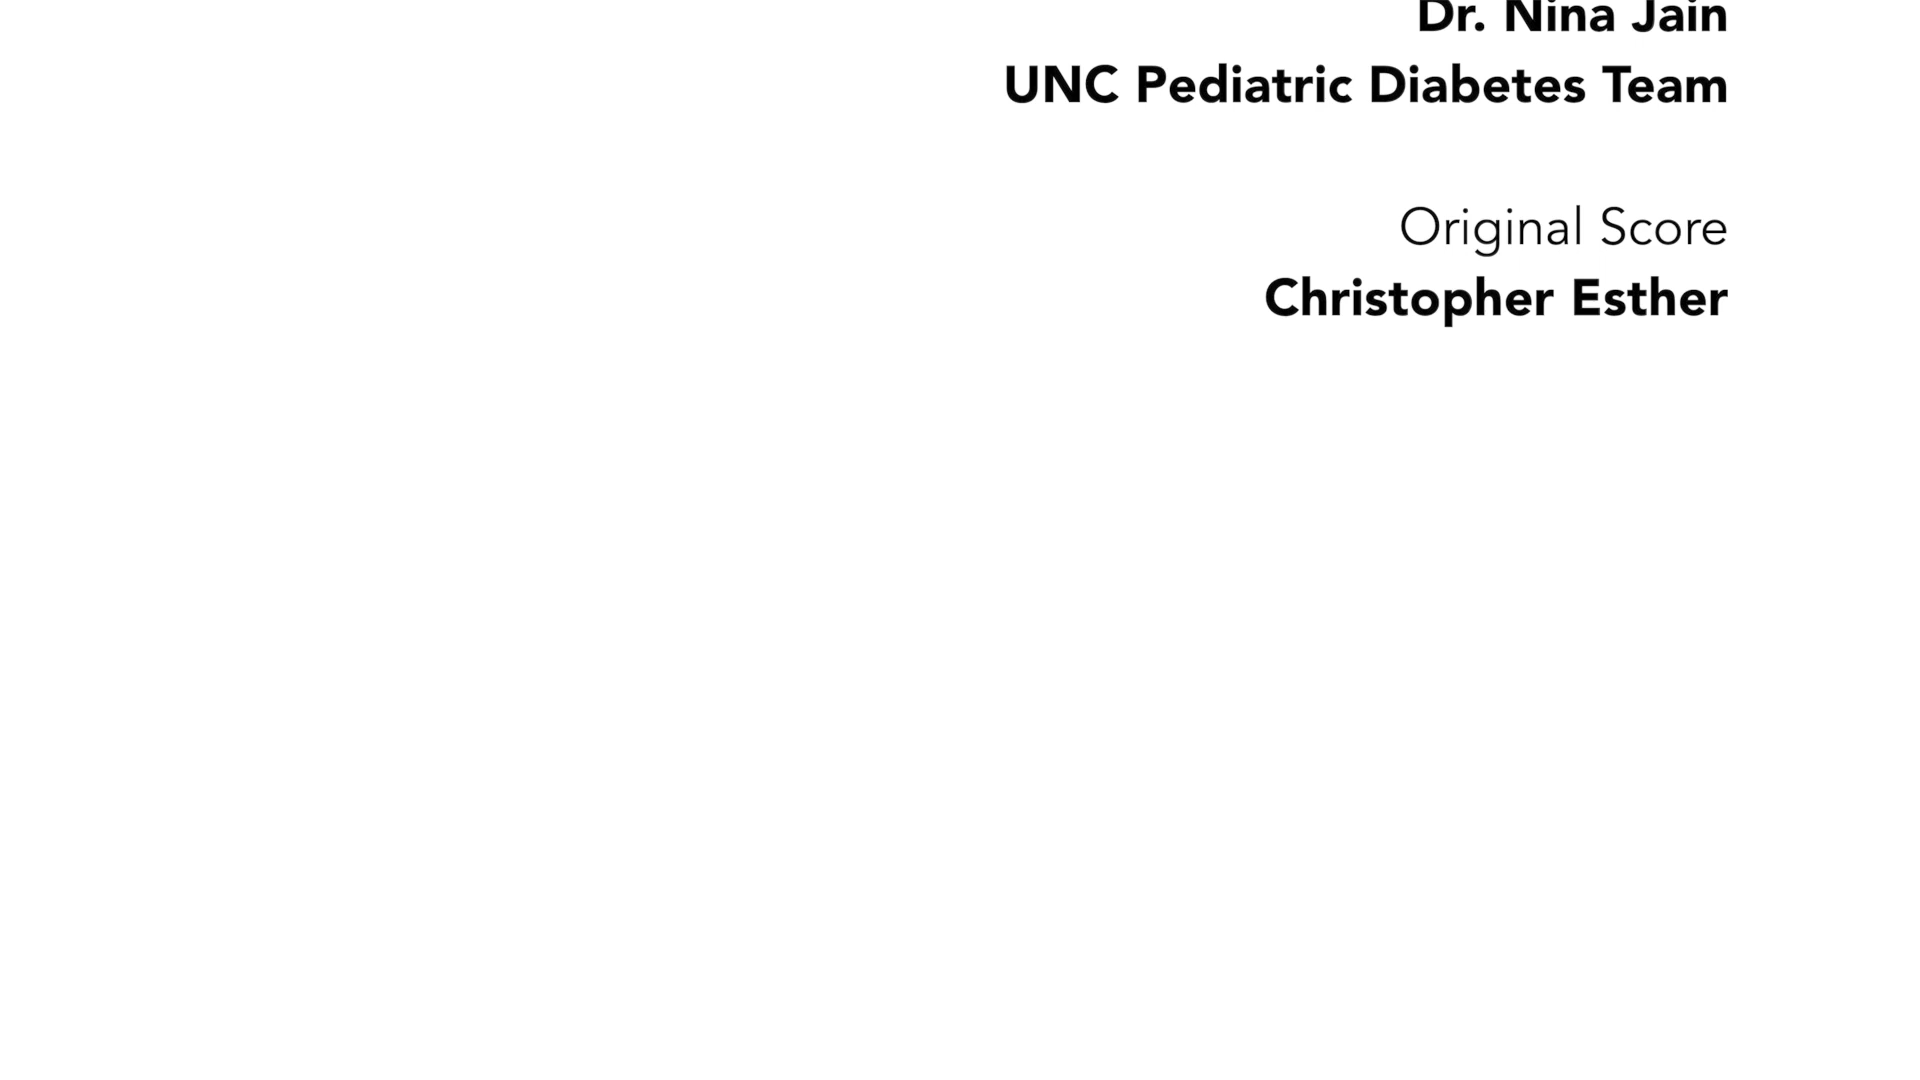 Dr. Nina Jain
UNC Pediatric Diabetes Team
Original Score
Christopher Esther